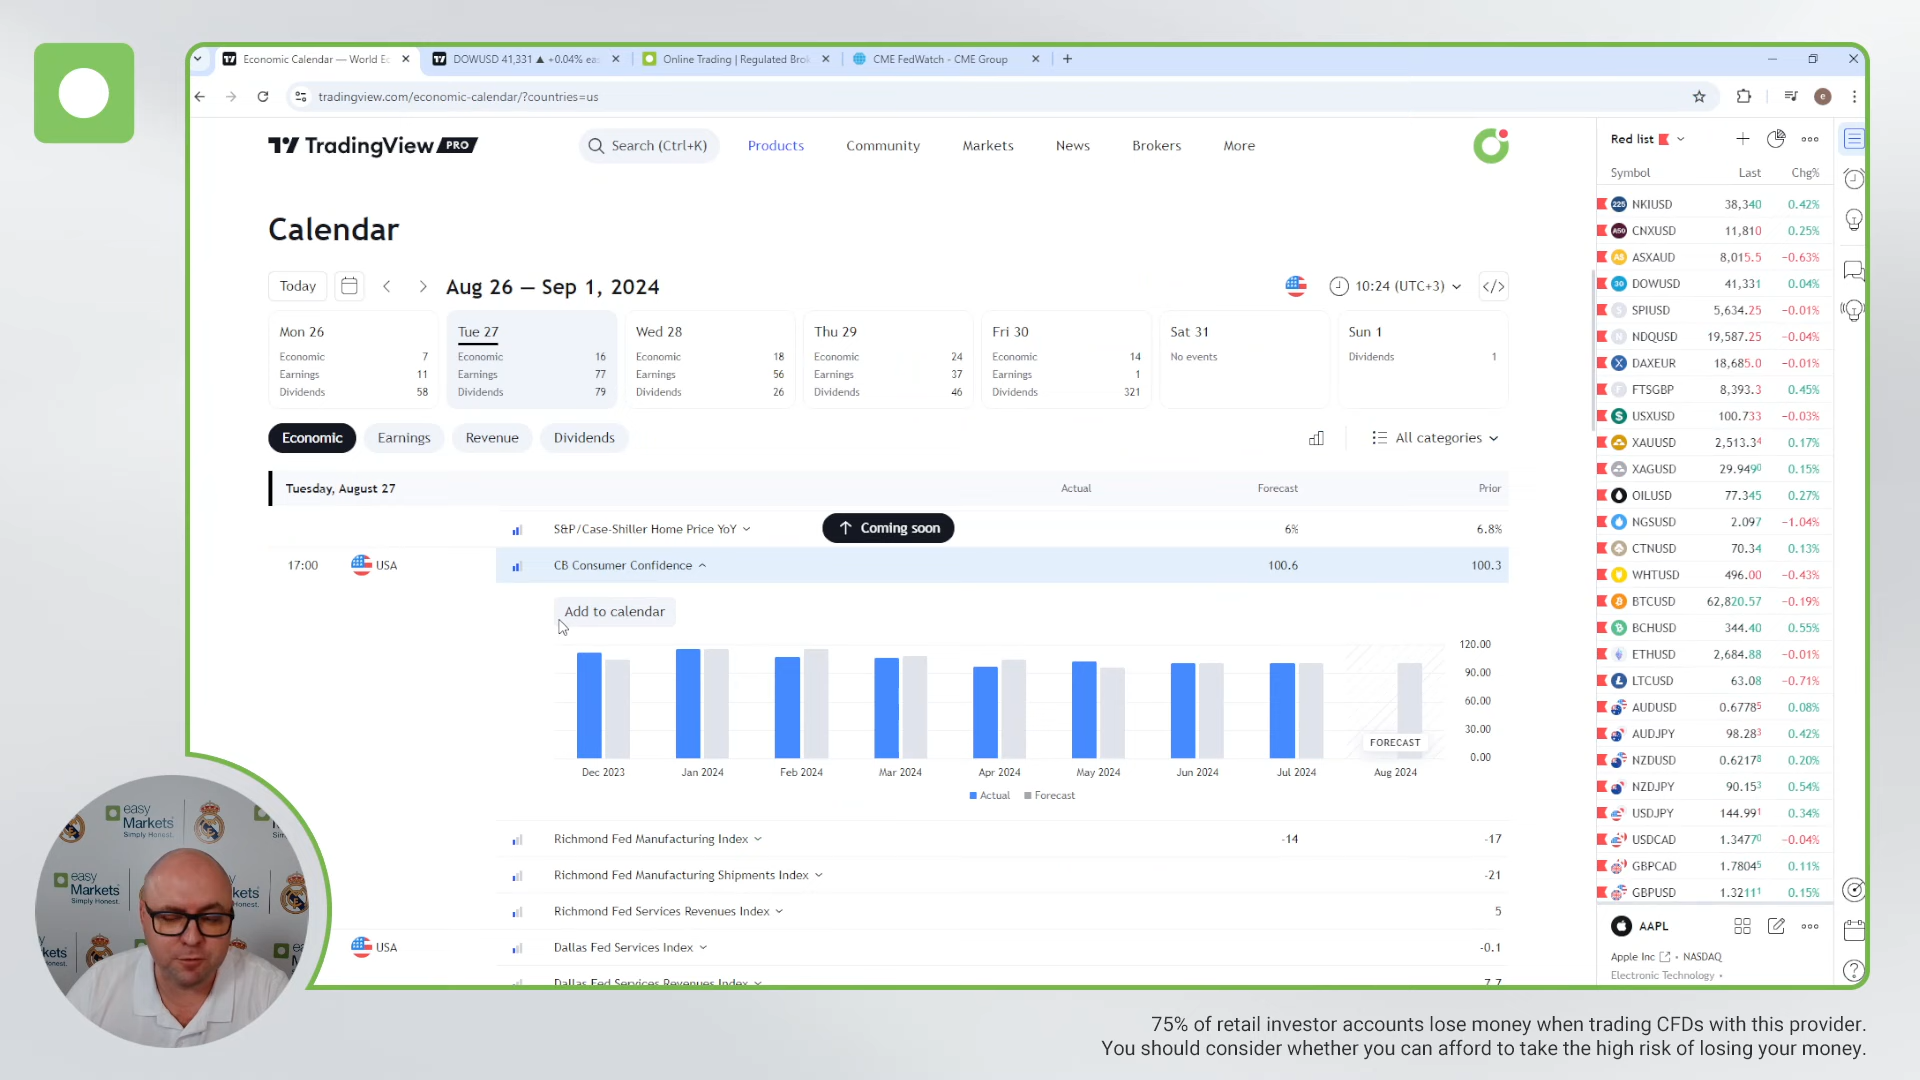 Economic Calendar — World Ec
DOWUSD 41,331 ▲ +0.04% ea
Online Trading | Regulated Bro
CME FedWatch - CME Group
tradingview.com/economic-calendar/?countries=us
TradingView PRO
Search (Ctrl+K)
Products
Community
Markets
News
Brokers
More
Calendar
Today
Aug 26 — Sep 1, 2024
10:24 (UTC+3)
Mon 26
Economic 7
Earnings 11
Dividends 58
Tue 27
Economic 16
Earnings 77
Dividends 79
Wed 28
Economic 18
Earnings 56
Dividends 26
Thu 29
Economic 24
Earnings 37
Dividends 46
Fri 30
Economic 14
Earnings 1
Dividends 321
Sat 31
No events
Sun 1
Dividends 1
Economic
Earnings
Revenue
Dividends
All categories
Tuesday, August 27 Actual Forecast Prior
S&P/Case-Shiller Home Price YoY 6% 6.8%
Coming soon
17:00 USA CB Consumer Confidence 100.6 100.3
Add to calendar
120.00
90.00
60.00
30.00
0.00
FORECAST
Dec 2023 Jan 2024 Feb 2024 Mar 2024 Apr 2024 May 2024 Jun 2024 Jul 2024 Aug 2024
Actual Forecast
Richmond Fed Manufacturing Index -14 -17
Richmond Fed Manufacturing Shipments Index -21
Richmond Fed Services Revenues Index 5
USA Dallas Fed Services Index -0.1
Dallas Fed Services Revenues Index 7.7
Red list
Symbol Last Chg%
NKIUSD 38,340 0.42%
CNXUSD 11,810 0.25%
ASXAUD 8,015.5 −0.63%
DOWUSD 41,331 0.04%
SPIUSD 5,634.25 −0.01%
NDQUSD 19,587.25 −0.04%
DAXEUR 18,685.0 −0.01%
FTSGBP 8,393.3 0.45%
USXUSD 100.733 −0.03%
XAUUSD 2,513.34 0.17%
XAGUSD 29.9490 0.15%
OILUSD 77.345 0.27%
NGSUSD 2.097 −1.04%
CTNUSD 70.34 0.13%
WHTUSD 496.00 −0.43%
BTCUSD 62,820.57 −0.19%
BCHUSD 344.40 0.55%
ETHUSD 2,684.88 −0.01%
LTCUSD 63.08 −0.71%
AUDUSD 0.67785 0.08%
AUDJPY 98.283 0.42%
NZDUSD 0.62178 0.20%
NZDJPY 90.153 0.54%
USDJPY 144.991 0.34%
USDCAD 1.34770 −0.04%
GBPCAD 1.78045 0.11%
GBPUSD 1.32111 0.15%
AAPL
Apple Inc • NASDAQ
Electronic Technology •
easy
Markets
Simply Honest.
easy
Markets
Simply Honest.
kets
kets
75% of retail investor accounts lose money when trading CFDs with this provider.
You should consider whether you can afford to take the high risk of losing your money.